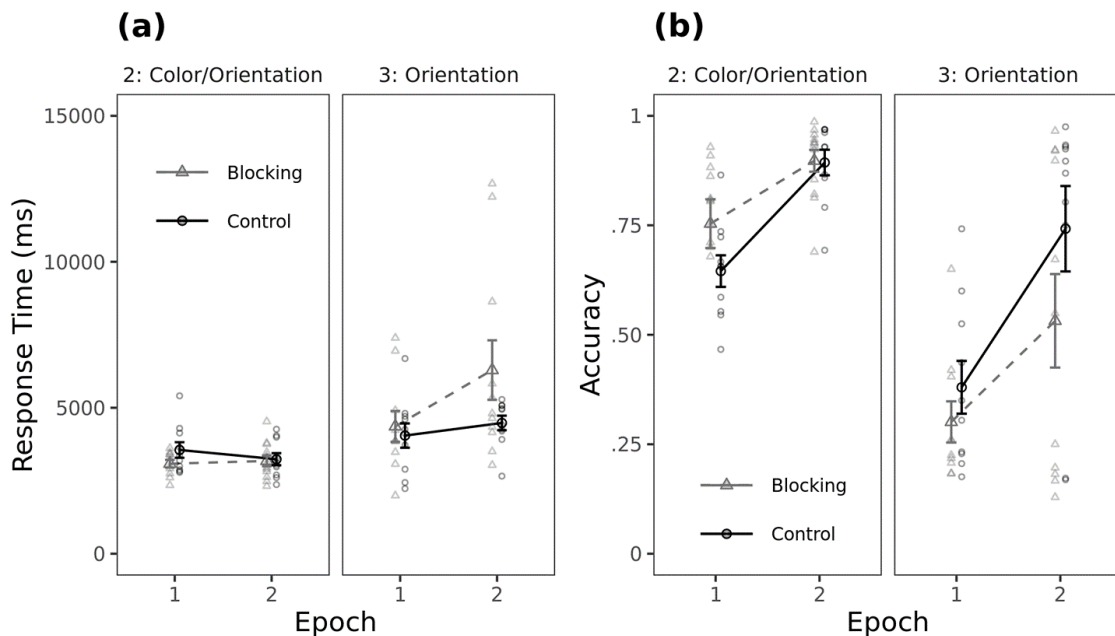 (a)
2: Color/Orientation
3: Orientation
15000
10000
5000
0
Response Time (ms)
Blocking
Control
1
2
1
2
Epoch
(b)
2: Color/Orientation
3: Orientation
1
.75
.50
.25
0
Accuracy
Blocking
Control
1
2
1
2
Epoch